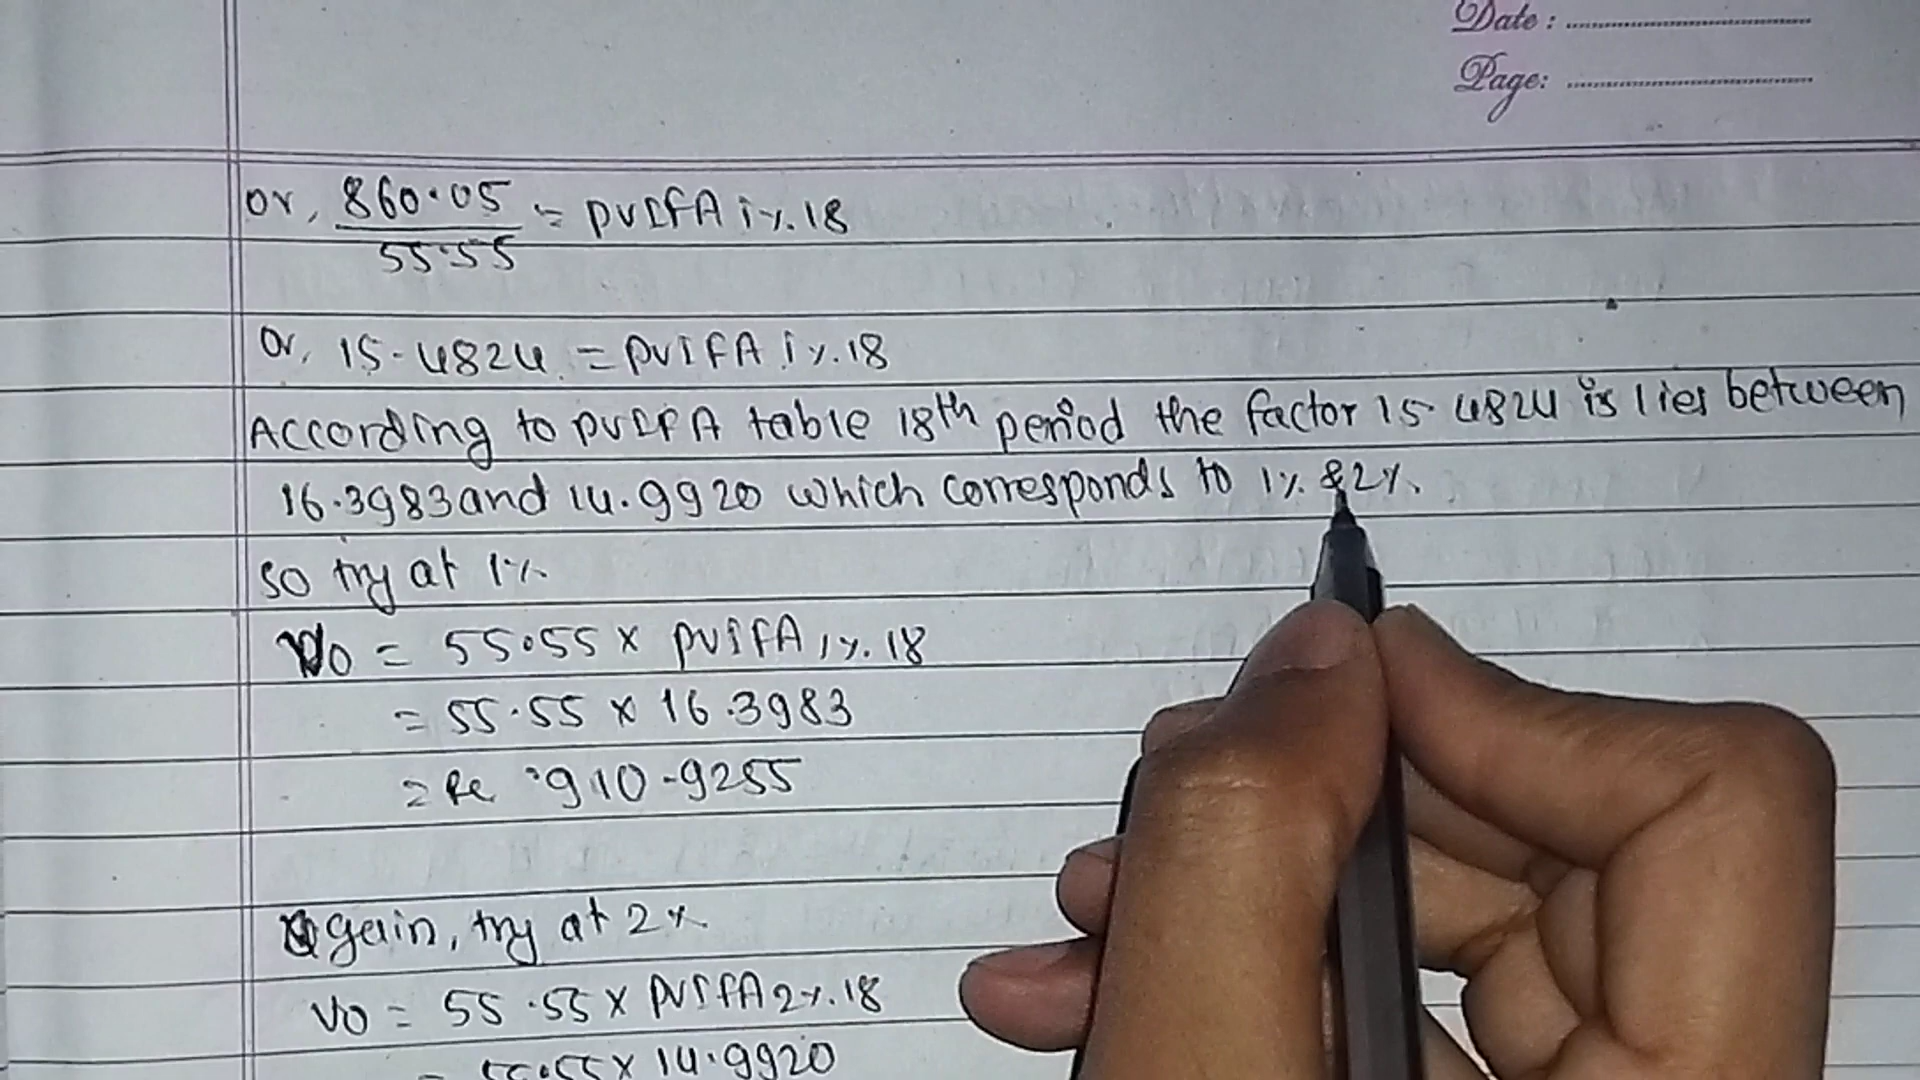 Date :
Page:
or, 860.05 / 55.55 = PVIFA i%.18
or, 15.4824 = PVIFA i%.18
According to PVIFA table 18th period the factor 15.4824 is lies between
16.3983 and 14.9920 which corresponds to 1% & 2%.
so try at 1%
V0 = 55.55 × PVIFA 1%.18
= 55.55 × 16.3983
= Re 910.9255
Again, try at 2%
V0 = 55.55 × PVIFA 2%.18
= 55.55 × 14.9920